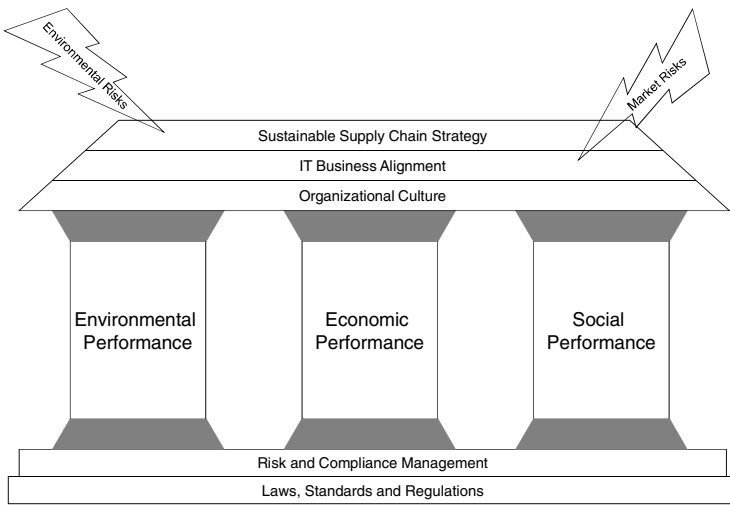 Environmental Risks
Market Risks
Sustainable Supply Chain Strategy
IT Business Alignment
Organizational Culture
Environmental
Performance
Economic
Performance
Social
Performance
Risk and Compliance Management
Laws, Standards and Regulations